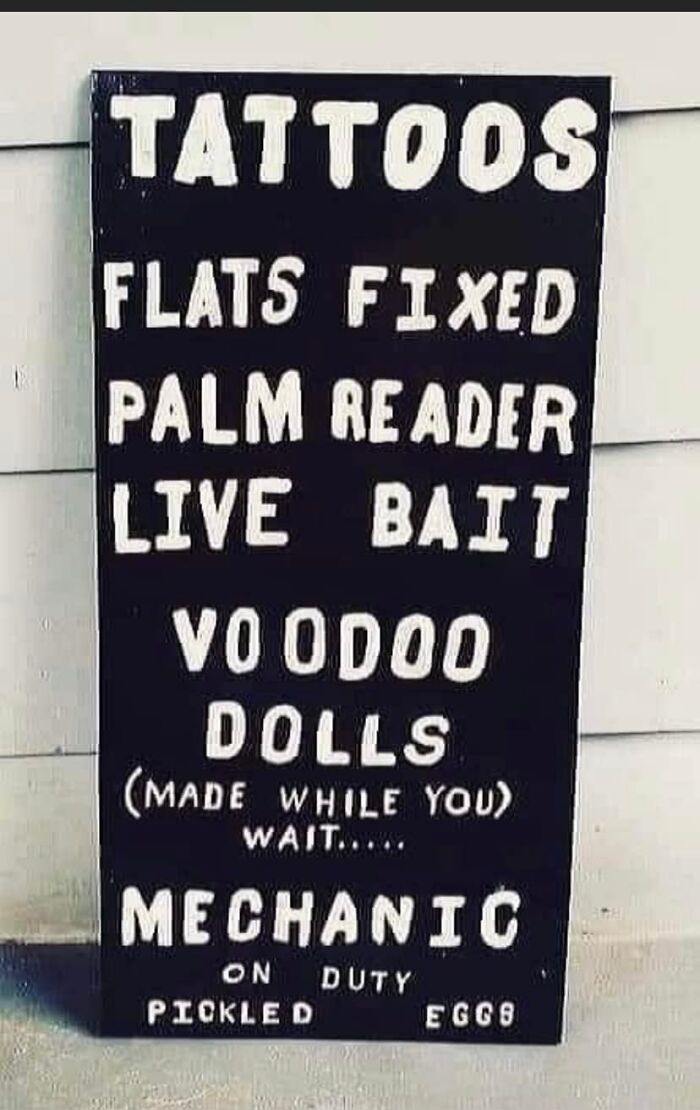 TATTOOS
FLATS FIXED
PALM READER
LIVE BAIT
VOODOO
DOLLS
(MADE WHILE YOU)
WAIT.....
MECHANIC
ON DUTY
PICKLED EGGS